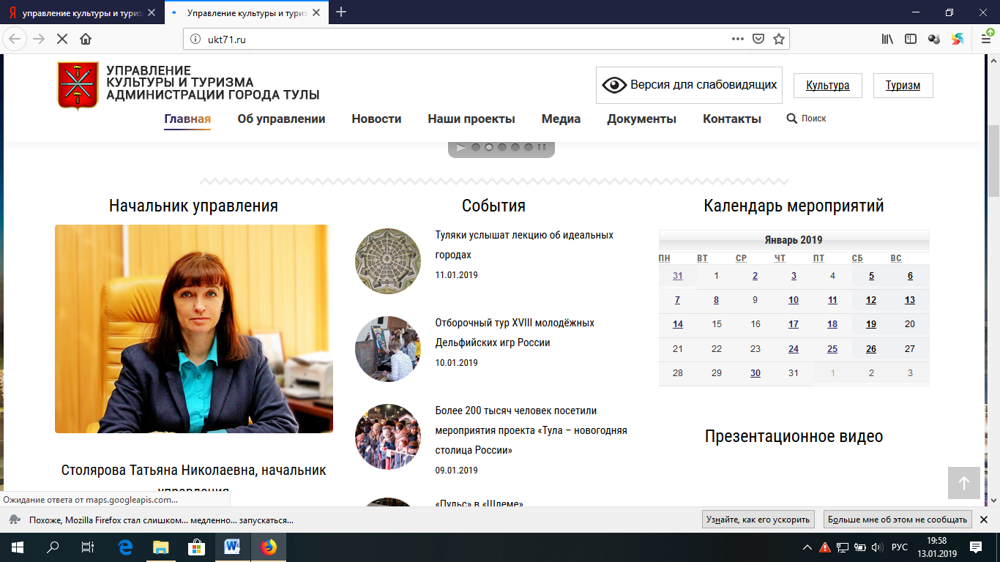 управление культуры и туриз
Управление культуры и туриз
ukt71.ru
УПРАВЛЕНИЕ
КУЛЬТУРЫ И ТУРИЗМА
АДМИНИСТРАЦИИ ГОРОДА ТУЛЫ
Версия для слабовидящих
Культура
Туризм
Главная Об управлении Новости Наши проекты Медиа Документы Контакты Поиск
Начальник управления
Столярова Татьяна Николаевна, начальник
управления
События
Туляки услышат лекцию об идеальных
городах
11.01.2019
Отборочный тур XVIII молодёжных
Дельфийских игр России
10.01.2019
Более 200 тысяч человек посетили
мероприятия проекта «Тула – новогодняя
столица России»
09.01.2019
«Пульс» в «Шлеме»
Календарь мероприятий
Январь 2019
ПН ВТ СР ЧТ ПТ СБ ВС
31 1 2 3 4 5 6
7 8 9 10 11 12 13
14 15 16 17 18 19 20
21 22 23 24 25 26 27
28 29 30 31 1 2 3
Презентационное видео
Ожидание ответа от maps.googleapis.com...
Похоже, Mozilla Firefox стал слишком... медленно... запускаться...
Узнайте, как его ускорить
Больше мне об этом не сообщать
РУС
19:58
13.01.2019